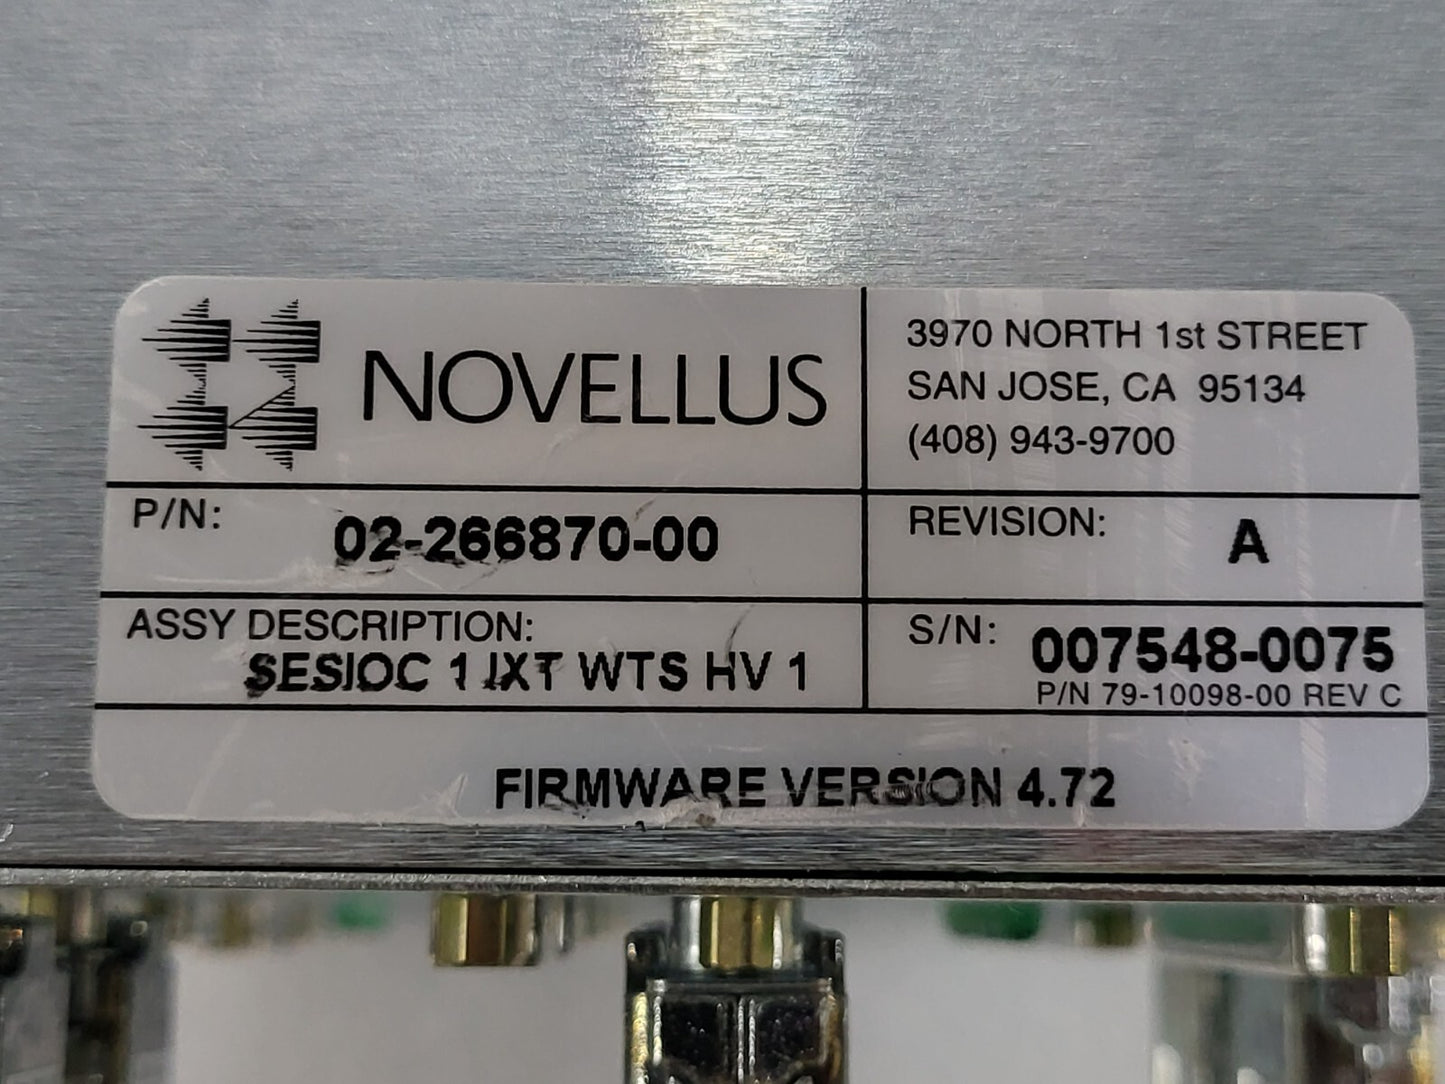 NOVELLUS
3970 NORTH 1st STREET
SAN JOSE, CA 95134
(408) 943-9700
P/N: 02-266870-00
REVISION: A
ASSY DESCRIPTION:
SESIOC 1 IXT WTS HV 1
S/N: 007548-0075
P/N 79-10098-00 REV C
FIRMWARE VERSION 4.72